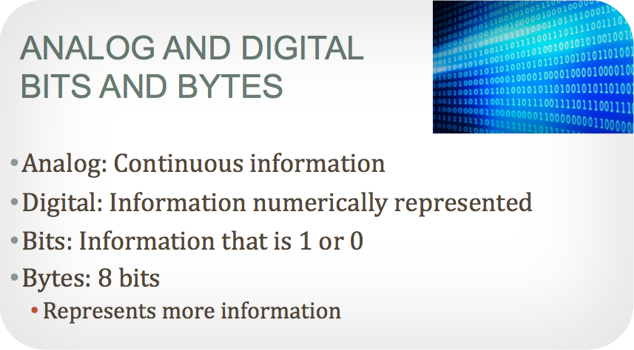 ANALOG AND DIGITAL
BITS AND BYTES
•Analog: Continuous information
•Digital: Information numerically represented
•Bits: Information that is 1 or 0
•Bytes: 8 bits
•Represents more information